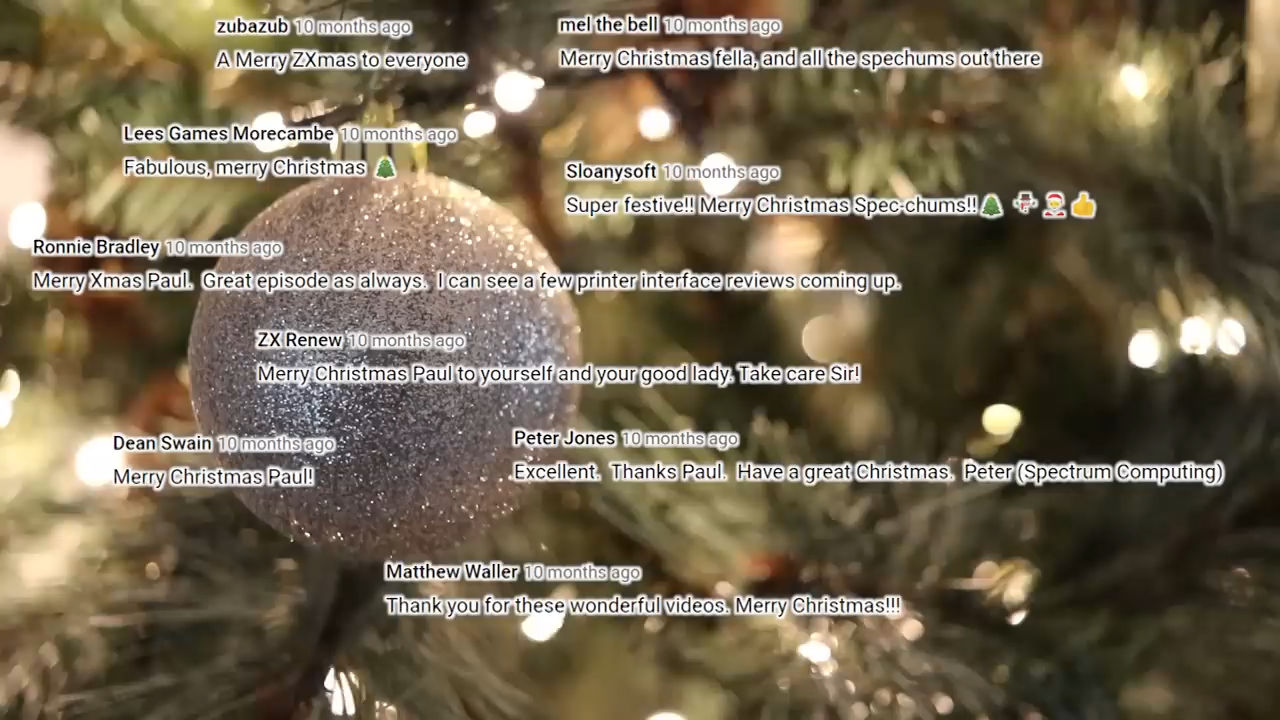 zubazub 10 months ago
A Merry ZXmas to everyone
mel the bell 10 months ago
Merry Christmas fella, and all the spechums out there
Lees Games Morecambe 10 months ago
Fabulous, merry Christmas 🎄
Sloanysoft 10 months ago
Super festive!! Merry Christmas Spec-chums!!🎄 ☃️ 🎅 👍
Ronnie Bradley 10 months ago
Merry Xmas Paul.  Great episode as always.  I can see a few printer interface reviews coming up.
ZX Renew 10 months ago
Merry Christmas Paul to yourself and your good lady. Take care Sir!
Dean Swain 10 months ago
Merry Christmas Paul!
Peter Jones 10 months ago
Excellent.  Thanks Paul.  Have a great Christmas.  Peter (Spectrum Computing)
Matthew Waller 10 months ago
Thank you for these wonderful videos. Merry Christmas!!!